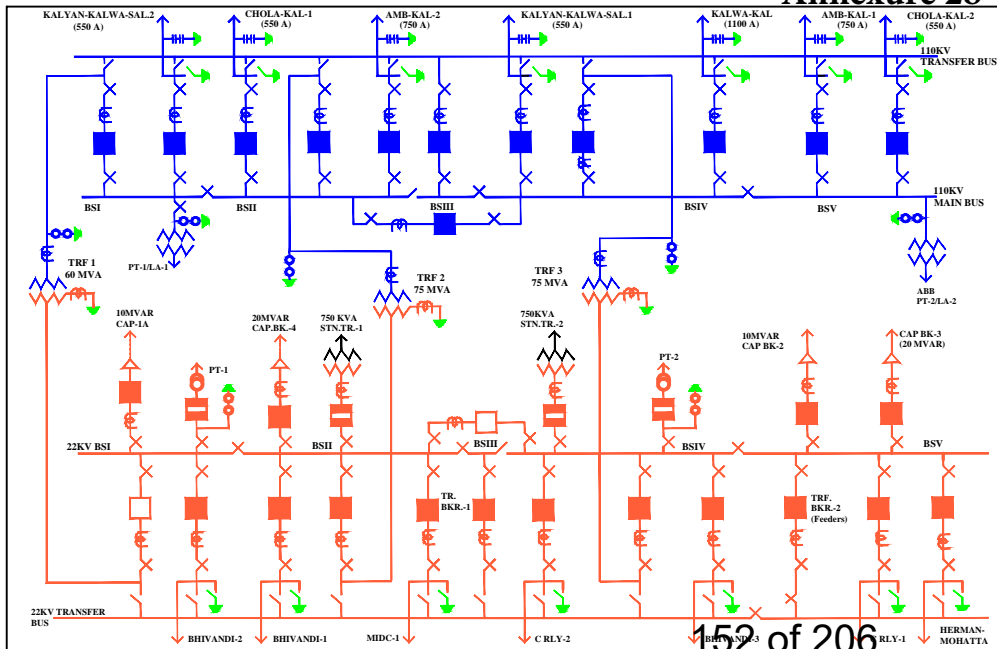 Annexure 28
KALYAN-KALWA-SAL.2
(550 A)
CHOLA-KAL-1
(550 A)
AMB-KAL-2
(750 A)
KALYAN-KALWA-SAL.1
(550 A)
KALWA-KAL
(1100 A)
AMB-KAL-1
(750 A)
CHOLA-KAL-2
(550 A)
110KV
TRANSFER BUS
BSI
BSII
BSIII
BSIV
BSV
110KV
MAIN BUS
TRF 1
60 MVA
PT-1/LA-1
TRF 2
75 MVA
TRF 3
75 MVA
ABB
PT-2/LA-2
10MVAR
CAP-1A
PT-1
20MVAR
CAP.BK.-4
750 KVA
STN.TR.-1
750KVA
STN.TR.-2
PT-2
10MVAR
CAP BK-2
CAP BK-3
(20 MVAR)
22KV BSI
BSII
BSIII
BSIV
BSV
TR.
BKR.-1
TRF.
BKR.-2
(Feeders)
22KV TRANSFER
BUS
BHIVANDI-2
BHIVANDI-1
MIDC-1
C RLY-2
BHIVANDI-3
C RLY-1
HERMAN-
MOHATTA
152 of 206